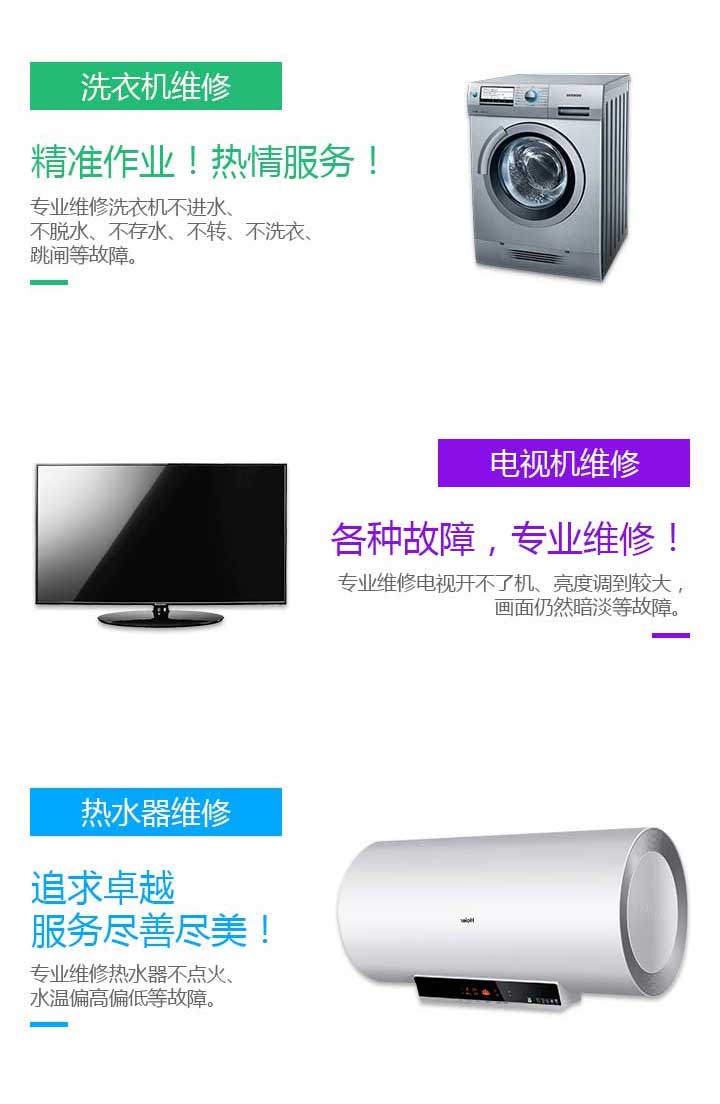 洗衣机维修
精准作业！热情服务！
专业维修洗衣机不进水、
不脱水、不存水、不转、不洗衣、
跳闸等故障。
电视机维修
各种故障，专业维修！
专业维修电视开不了机、亮度调到较大，
画面仍然暗淡等故障。
热水器维修
追求卓越
服务尽善尽美！
Haier
专业维修热水器不点火、
水温偏高偏低等故障。